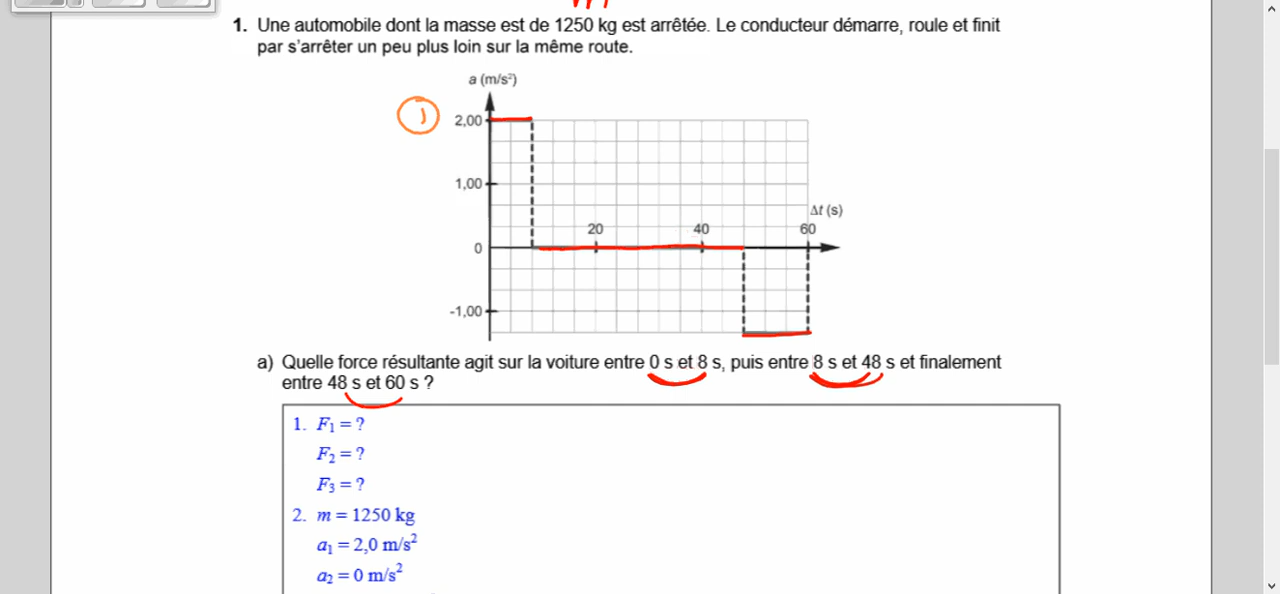 1. Une automobile dont la masse est de 1250 kg est arrêtée. Le conducteur démarre, roule et finit
par s'arrêter un peu plus loin sur la même route.
a (m/s²)
1
2,00
1,00
Δt (s)
20 40 60
0
-1,00
a) Quelle force résultante agit sur la voiture entre 0 s et 8 s, puis entre 8 s et 48 s et finalement
entre 48 s et 60 s ?
1. F₁ = ?
F₂ = ?
F₃ = ?
2. m = 1250 kg
a₁ = 2,0 m/s²
a₂ = 0 m/s²